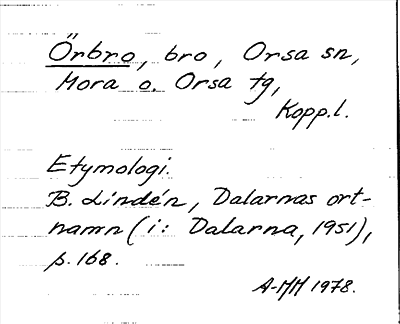 Örbro, bro, Orsa sn,
Mora o. Orsa tg,
Kopp.l.
Etymologi.
B. Lindén, Dalarnas ort-
namn (i: Dalarna, 1951),
p. 168.
A-MH 1978.